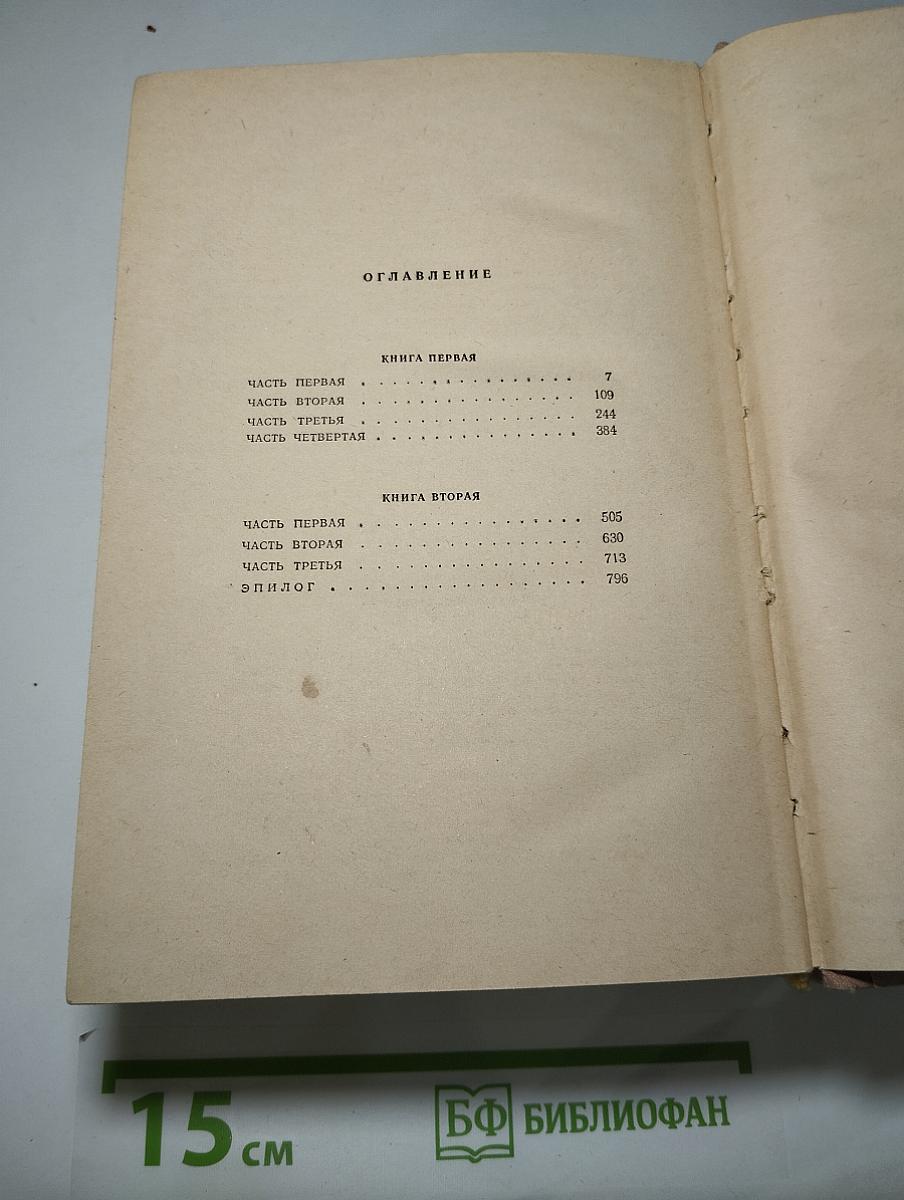 ОГЛАВЛЕНИЕ
КНИГА ПЕРВАЯ
ЧАСТЬ ПЕРВАЯ . . . . . . . . . . . . . . . 7
ЧАСТЬ ВТОРАЯ . . . . . . . . . . . . . . . 109
ЧАСТЬ ТРЕТЬЯ . . . . . . . . . . . . . . . 244
ЧАСТЬ ЧЕТВЕРТАЯ . . . . . . . . . . . . . . 384
КНИГА ВТОРАЯ
ЧАСТЬ ПЕРВАЯ . . . . . . . . . . . . . . . 505
ЧАСТЬ ВТОРАЯ . . . . . . . . . . . . . . . 630
ЧАСТЬ ТРЕТЬЯ . . . . . . . . . . . . . . . 713
ЭПИЛОГ . . . . . . . . . . . . . . . . 796
15 см БФ БИБЛИОФАН